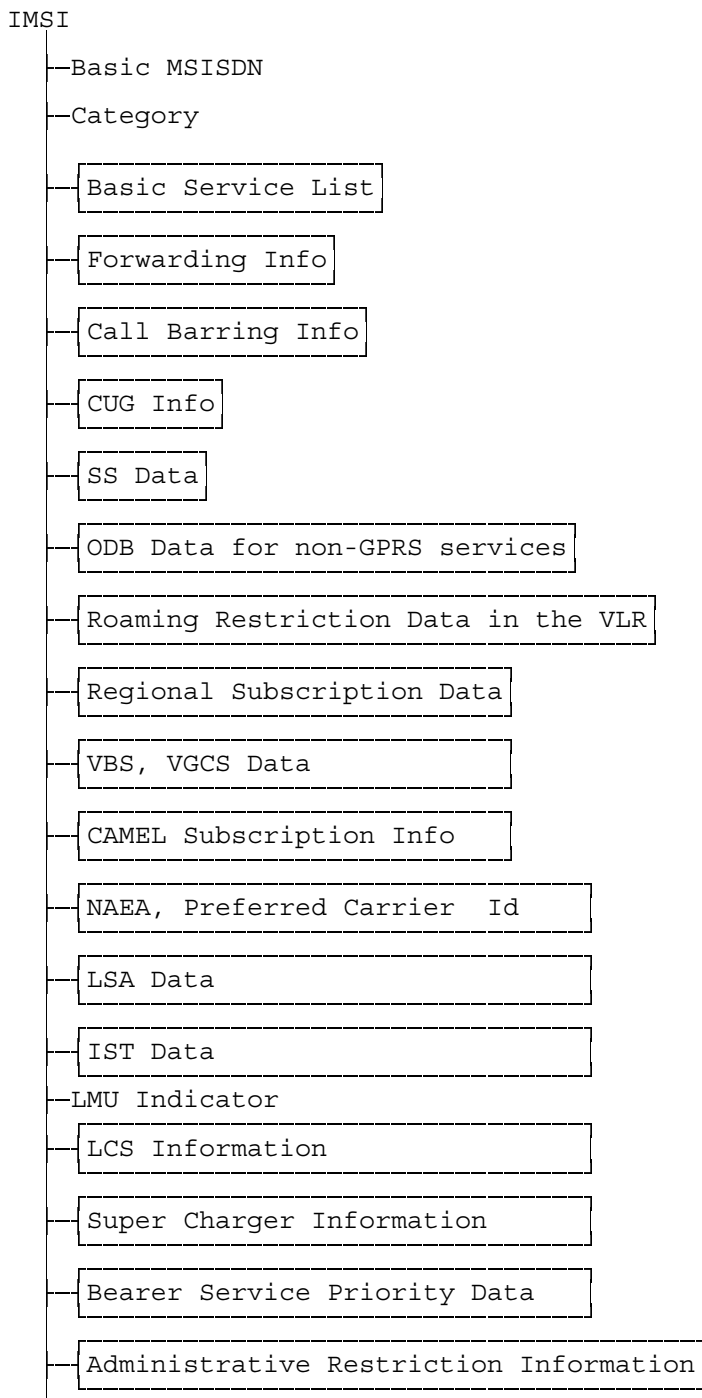 IMSI
Basic MSISDN
Category
Basic Service List
Forwarding Info
Call Barring Info
CUG Info
SS Data
ODB Data for non-GPRS services
Roaming Restriction Data in the VLR
Regional Subscription Data
VBS, VGCS Data
CAMEL Subscription Info
NAEA, Preferred Carrier  Id
LSA Data
IST Data
LMU Indicator
LCS Information
Super Charger Information
Bearer Service Priority Data
Administrative Restriction Information